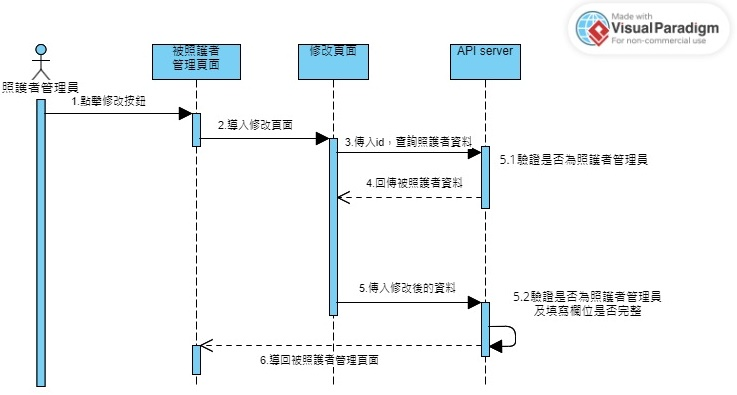 Made with
Visual Paradigm
For non-commercial use
被照護者
管理頁面
修改頁面
API server
照護者管理員
1.點擊修改按鈕
2.導入修改頁面
3.傳入id，查詢照護者資料
5.1驗證是否為照護者管理員
4.回傳被照護者資料
5.傳入修改後的資料
5.2驗證是否為照護者管理員
及填寫欄位是否完整
6.導回被照護者管理頁面